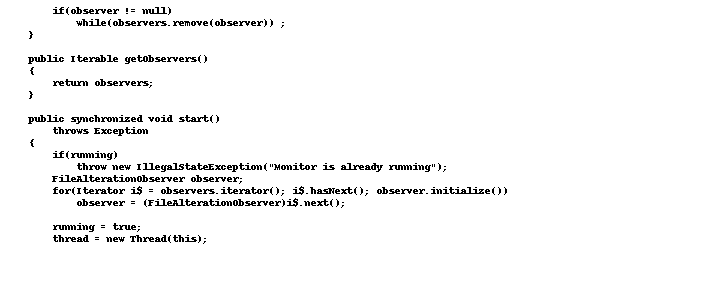 if(observer != null)
while(observers.remove(observer)) ;
}
public Iterable getObservers()
{
return observers;
}
public synchronized void start()
throws Exception
{
if(running)
throw new IllegalStateException("Monitor is already running");
FileAlterationObserver observer;
for(Iterator i$ = observers.iterator(); i$.hasNext(); observer.initialize())
observer = (FileAlterationObserver)i$.next();
running = true;
thread = new Thread(this);